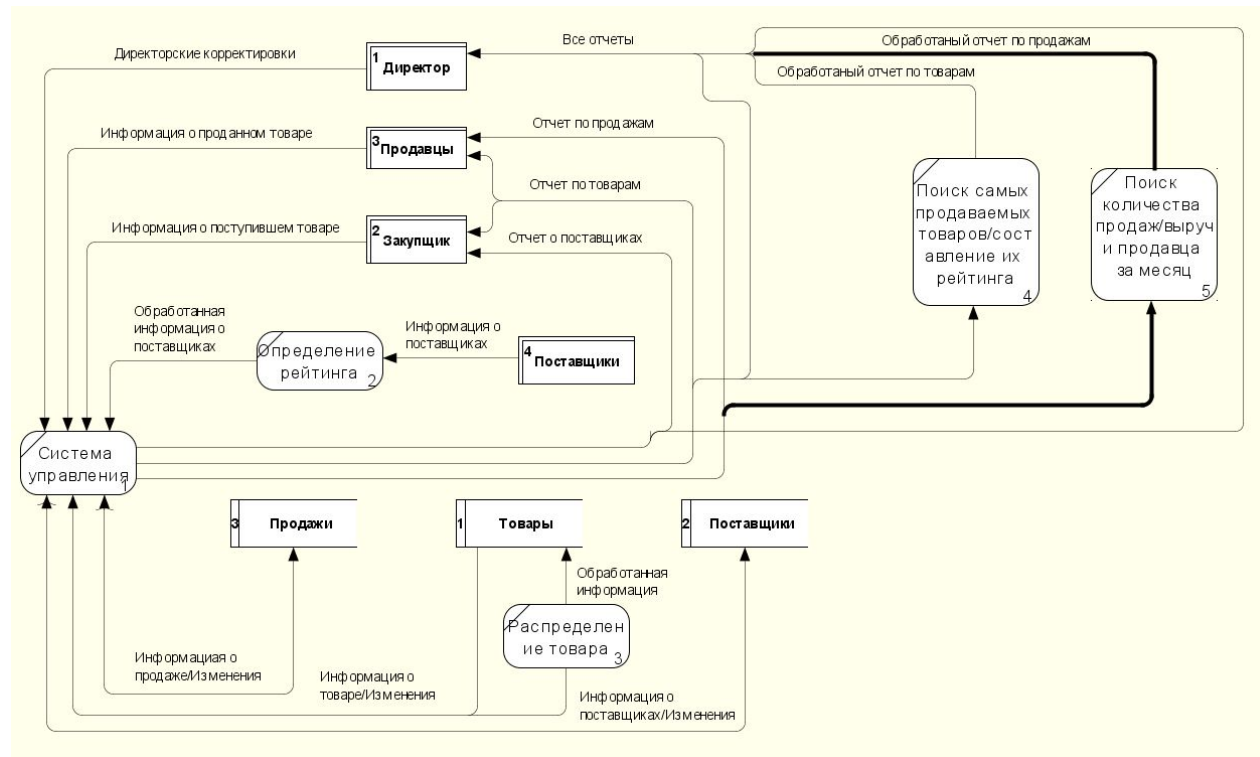 Директорские корректировки
1
Директор
Все отчеты
Обработаный отчет по продажам
Обработаный отчет по товарам
Информация о проданном товаре
3
Продавцы
Отчет по продажам
Отчет по товарам
Информация о поступившем товаре
2
Закупщик
Отчет о поставщиках
Поиск самых
продаваемых
товаров/сост
авление их
рейтинга
4
Поиск
количества
продаж/выруч
и продавца
за месяц
5
Обработанная
информация о
поставщиках
Определение
рейтинга
2
Информация о
поставщиках
4
Поставщики
Система
управления
1
3
Продажи
1
Товары
2
Поставщики
Обработанная
информация
Распределен
ие товара
3
Информациая о
продаже/Изменения
Информация о
товаре/Изменения
Информация о
поставщиках/Изменения